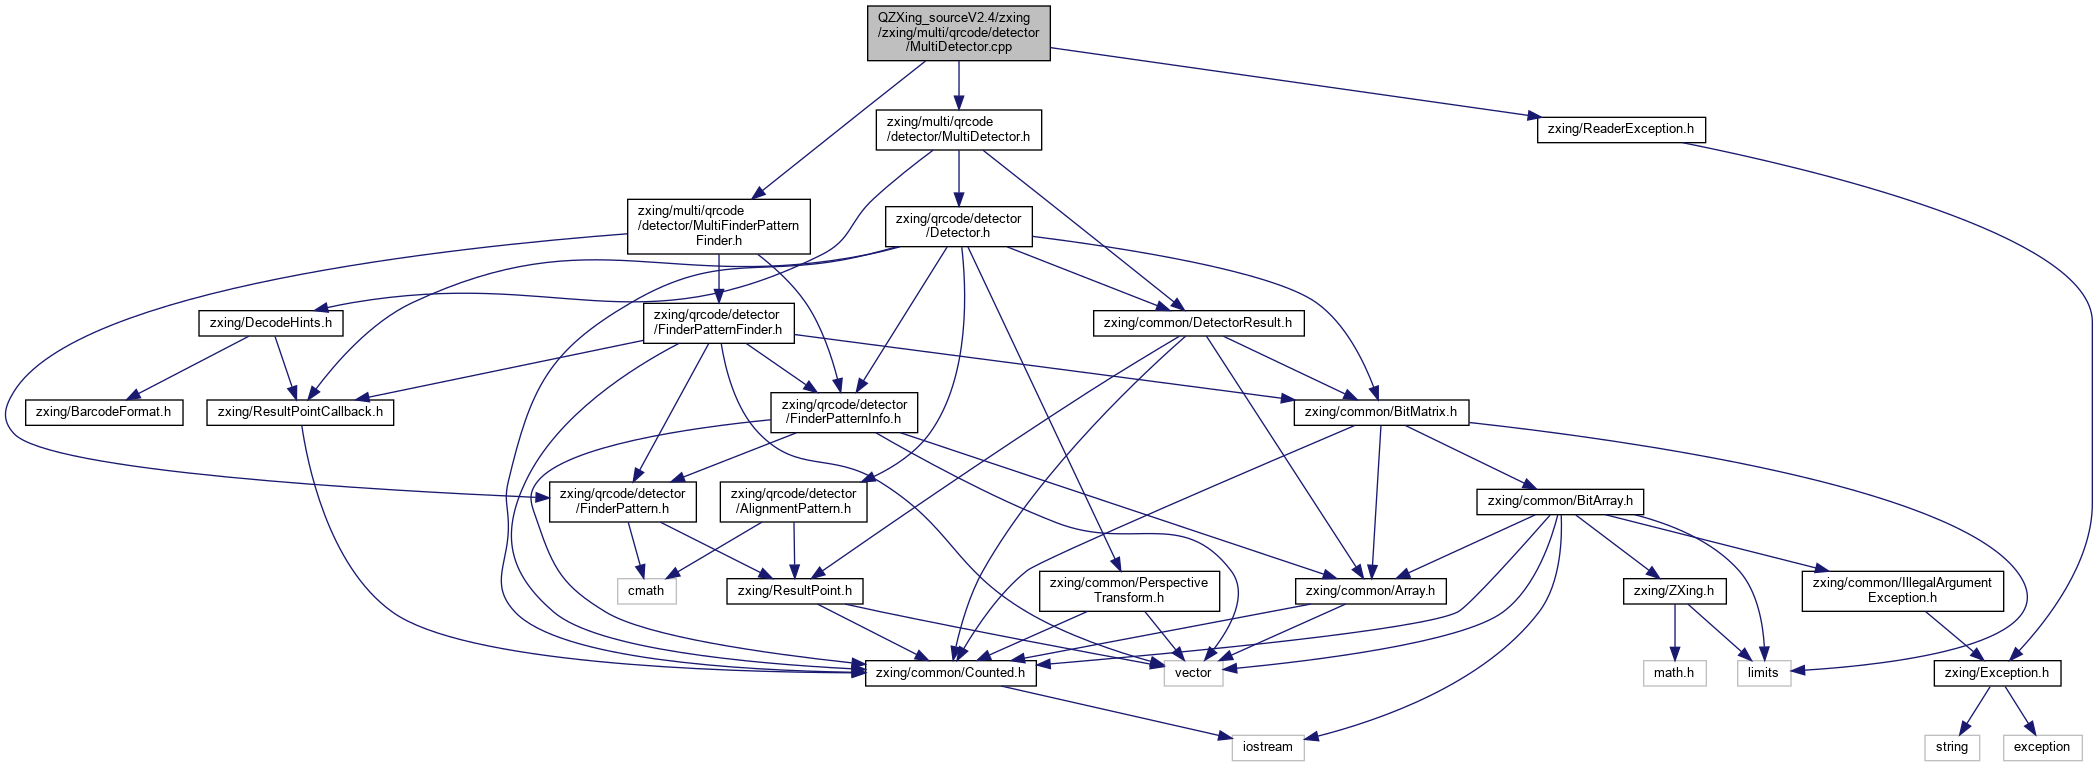 QZXing_sourceV2.4/zxing
/zxing/multi/qrcode/detector
/MultiDetector.cpp
zxing/multi/qrcode
/detector/MultiDetector.h
zxing/ReaderException.h
zxing/multi/qrcode
/detector/MultiFinderPattern
Finder.h
zxing/qrcode/detector
/Detector.h
zxing/DecodeHints.h
zxing/qrcode/detector
/FinderPatternFinder.h
zxing/common/DetectorResult.h
zxing/BarcodeFormat.h
zxing/ResultPointCallback.h
zxing/qrcode/detector
/FinderPatternInfo.h
zxing/common/BitMatrix.h
zxing/qrcode/detector
/FinderPattern.h
zxing/qrcode/detector
/AlignmentPattern.h
zxing/common/BitArray.h
cmath
zxing/ResultPoint.h
zxing/common/Perspective
Transform.h
zxing/common/Array.h
zxing/ZXing.h
zxing/common/IllegalArgument
Exception.h
zxing/common/Counted.h
vector
math.h
limits
zxing/Exception.h
iostream
string
exception